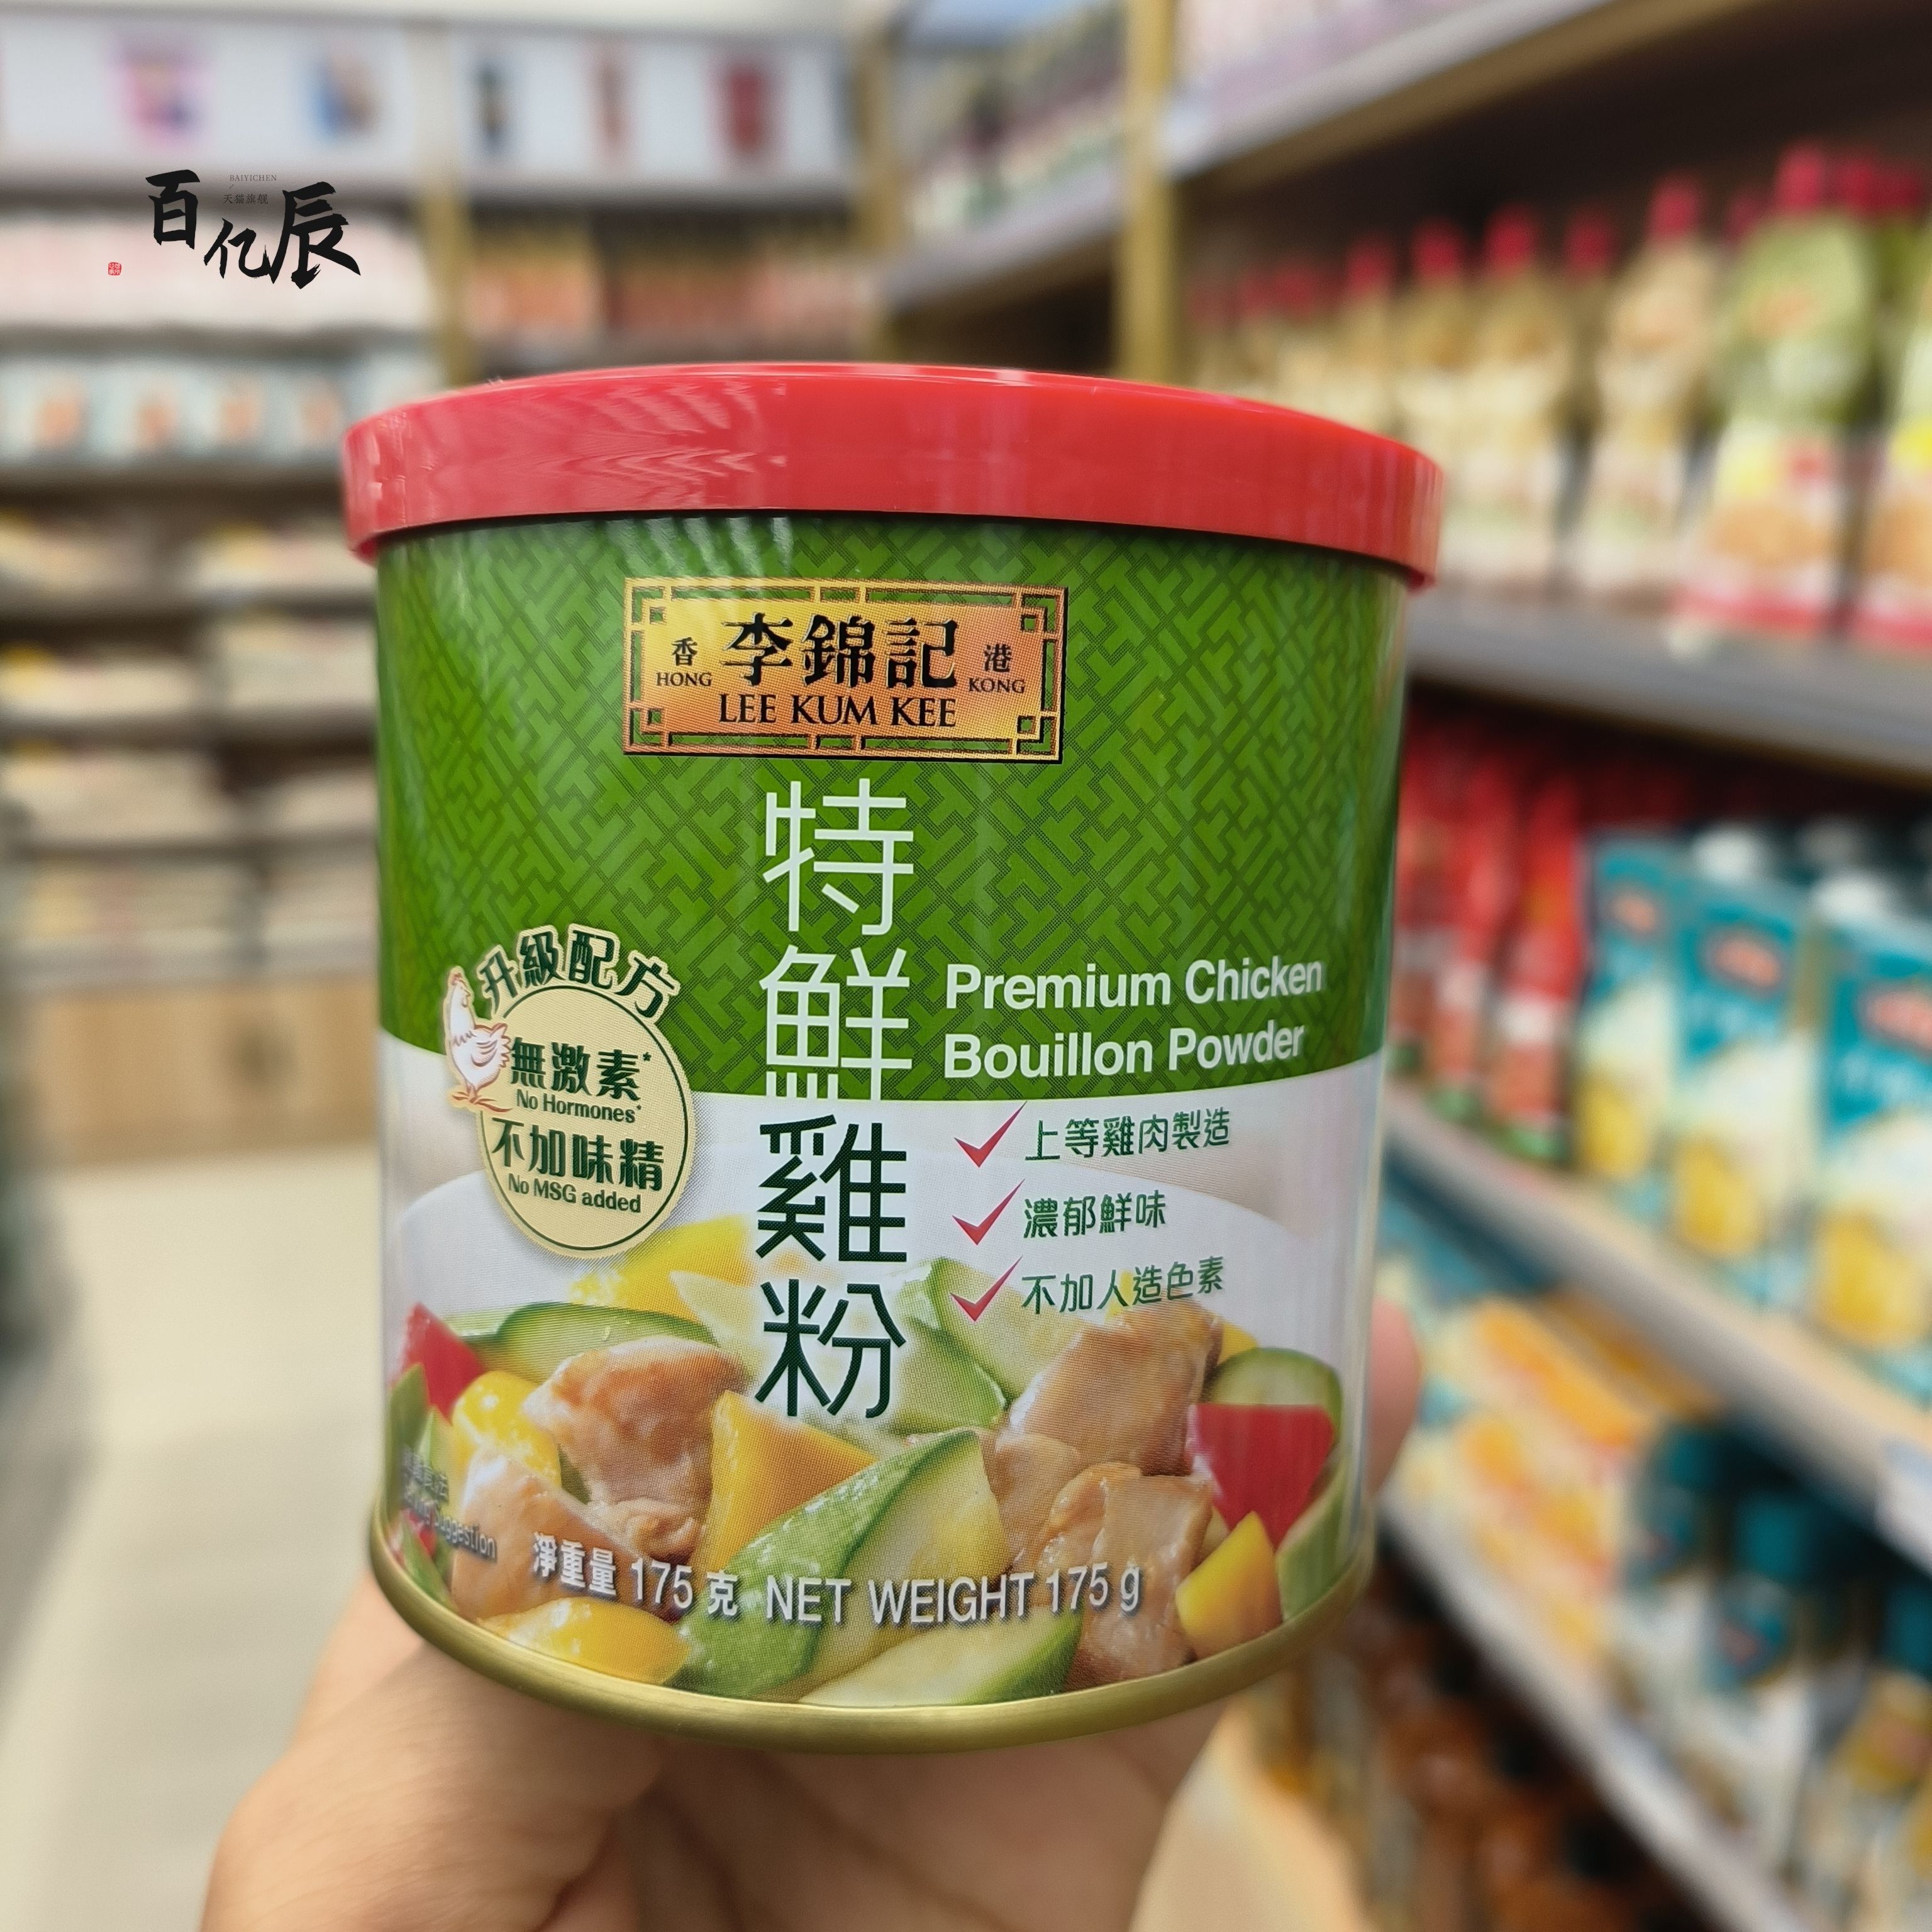 百亿辰
BAIYICHEN
香港
李錦記
HONG KONG
LEE KUM KEE
特鮮雞粉
Premium Chicken
Bouillon Powder
升級配方
無激素*
No Hormones*
不加味精
No MSG added
上等雞肉製造
濃郁鮮味
不加人造色素
Suggestion
淨重量 175 克 NET WEIGHT 175 g